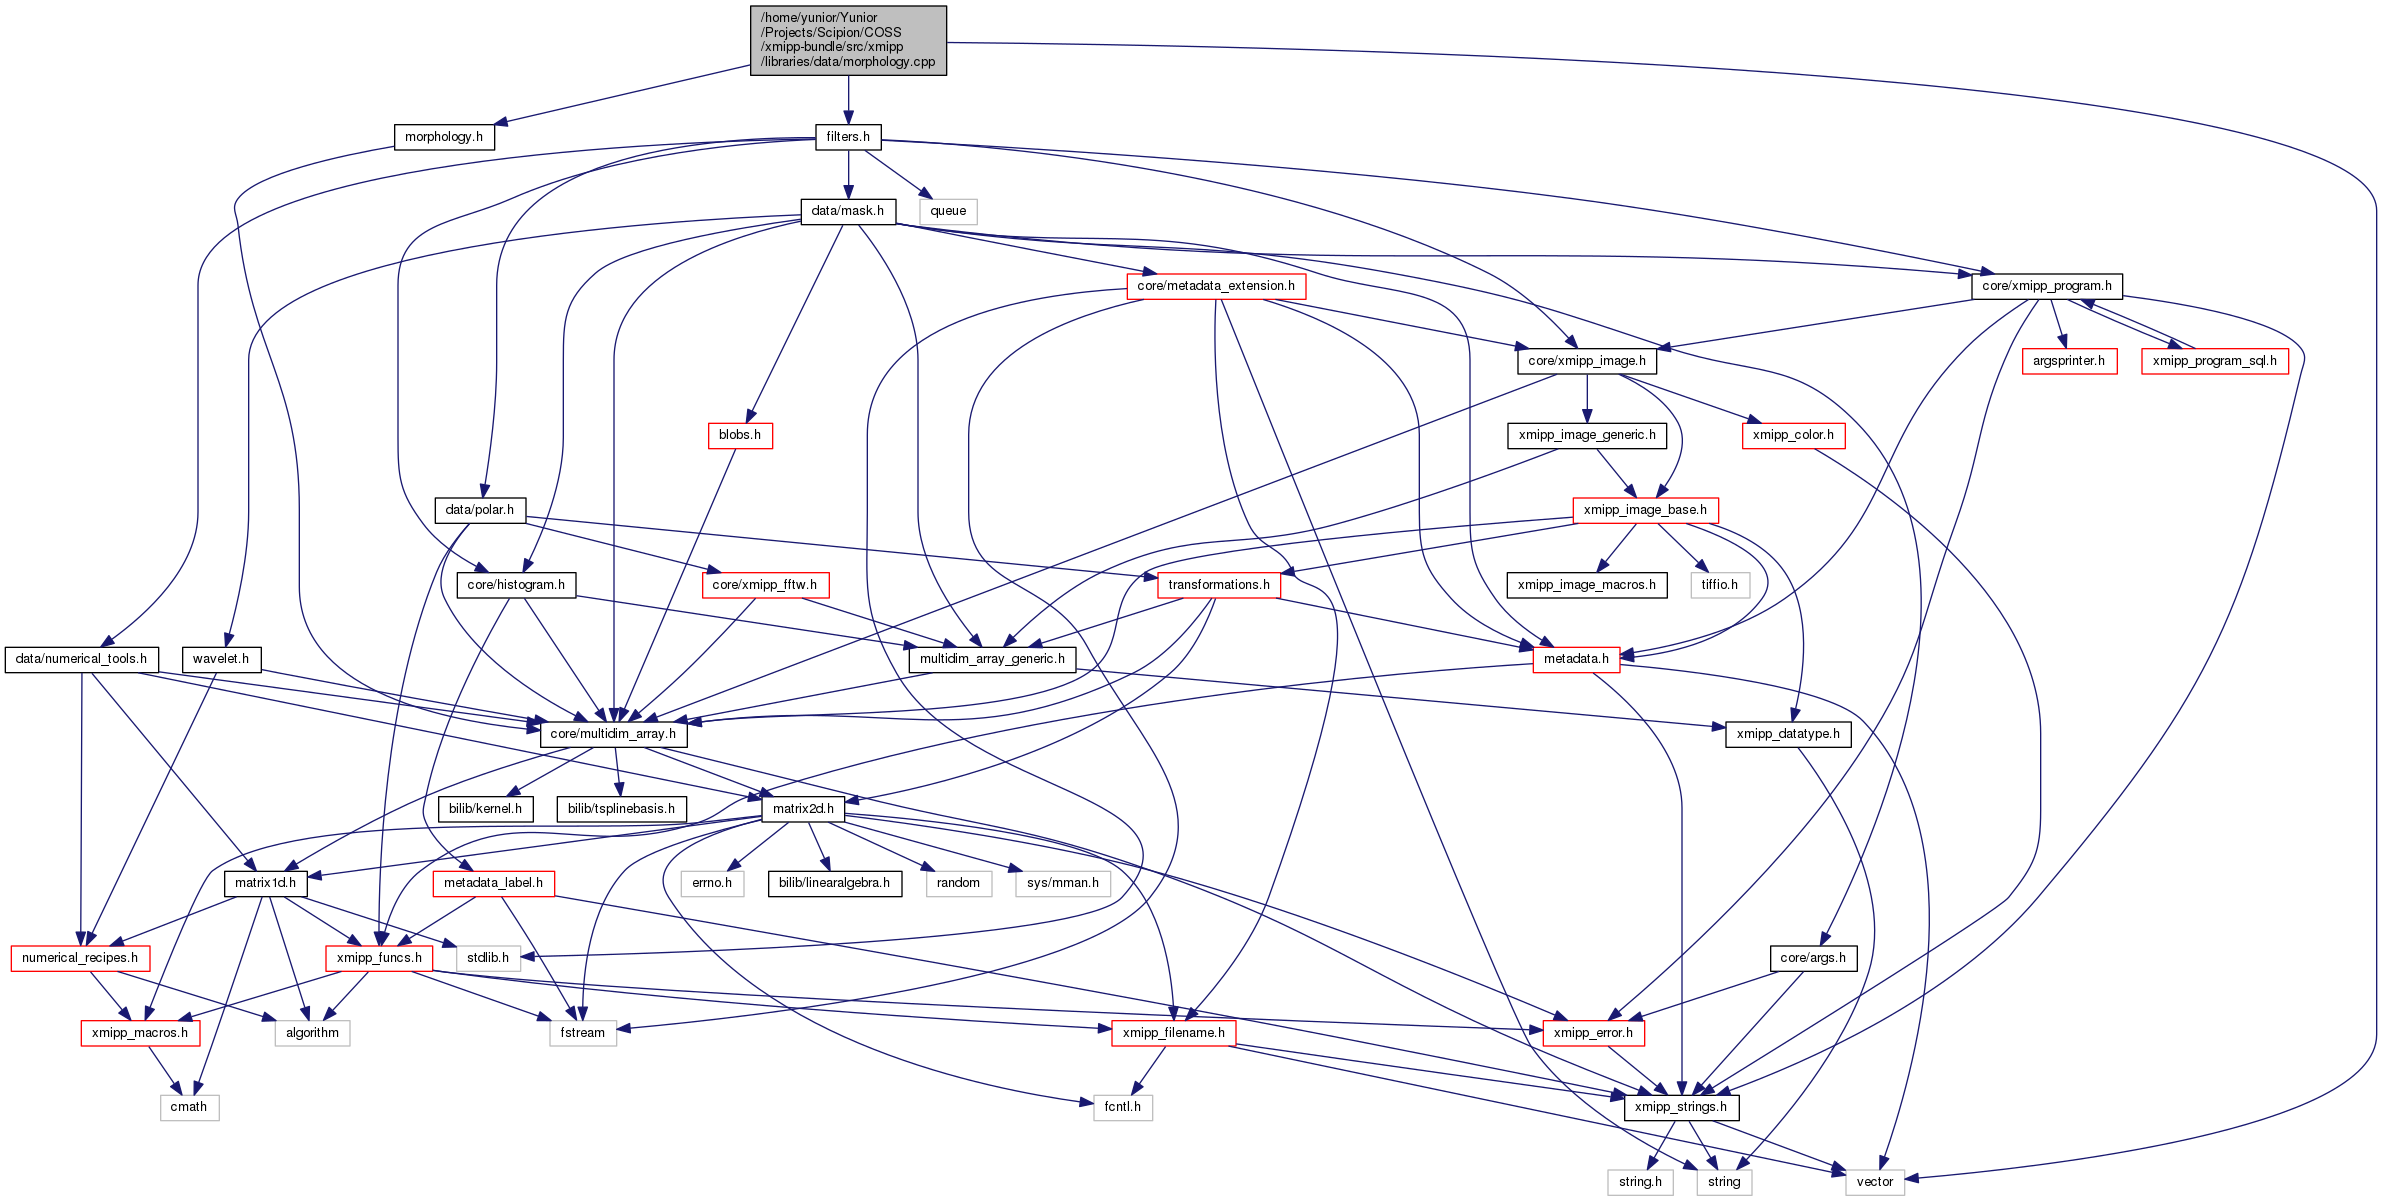 /home/yunior/Yunior
/Projects/Scipion/COSS
/xmipp-bundle/src/xmipp
/libraries/data/morphology.cpp
morphology.h
filters.h
data/mask.h
queue
core/metadata_extension.h
core/xmipp_program.h
core/xmipp_image.h
argsprinter.h
xmipp_program_sql.h
blobs.h
xmipp_image_generic.h
xmipp_color.h
data/polar.h
xmipp_image_base.h
core/histogram.h
core/xmipp_fftw.h
transformations.h
xmipp_image_macros.h
tiffio.h
data/numerical_tools.h
wavelet.h
multidim_array_generic.h
metadata.h
core/multidim_array.h
xmipp_datatype.h
bilib/kernel.h
bilib/tsplinebasis.h
matrix2d.h
matrix1d.h
metadata_label.h
errno.h
bilib/linearalgebra.h
random
sys/mman.h
numerical_recipes.h
xmipp_funcs.h
stdlib.h
core/args.h
xmipp_macros.h
algorithm
fstream
xmipp_filename.h
xmipp_error.h
cmath
fcntl.h
xmipp_strings.h
string.h
string
vector